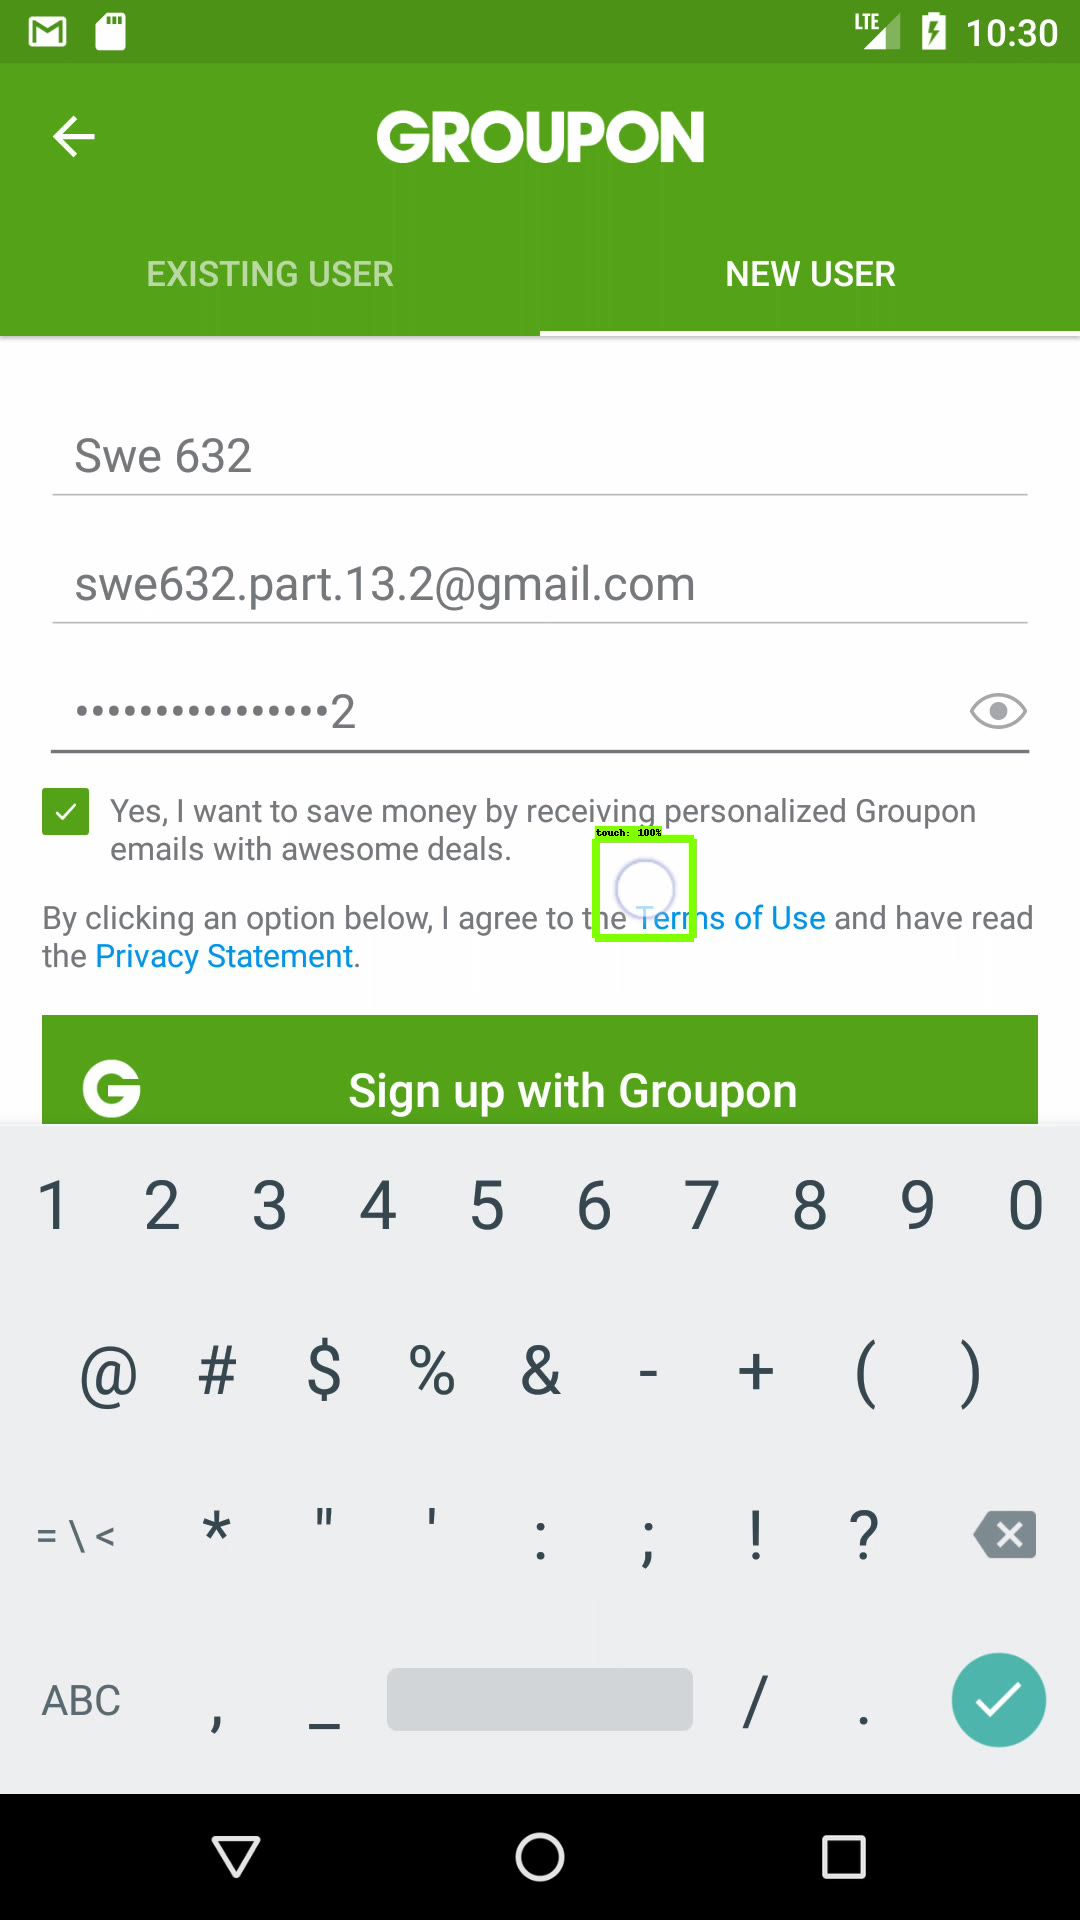 LTE 10:30
GROUPON
EXISTING USER NEW USER
Swe 632
swe632.part.13.2@gmail.com
••••••••••••••••2
Yes, I want to save money by receiving personalized Groupon
emails with awesome deals.
touch: 100%
By clicking an option below, I agree to the Terms of Use and have read
the Privacy Statement.
G Sign up with Groupon
1 2 3 4 5 6 7 8 9 0
@ # $ % & - + ( )
= \ < * " ' : ; ! ?
ABC , _ / .